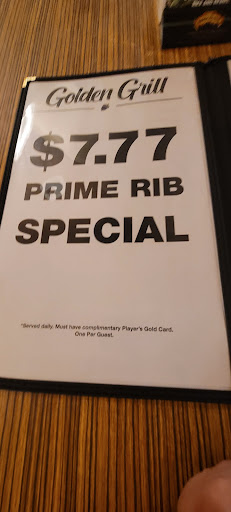 Golden Grill
$7.77
PRIME RIB
SPECIAL
*Served daily. Must have complimentary Player's Gold Card.
One Per Guest.